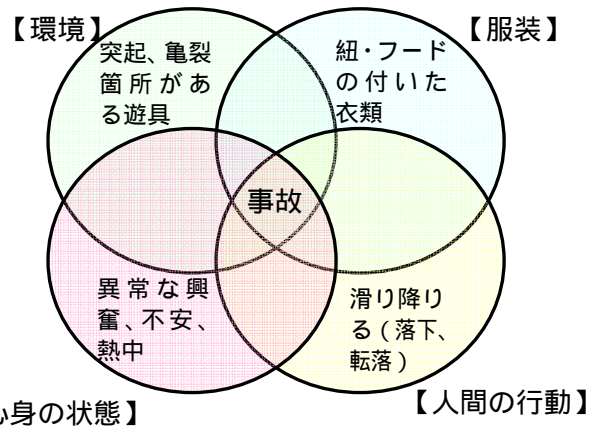 【環境】
【服装】
突起、亀裂
箇所があ
る遊具
紐・フード
の付いた
衣類
事故
異常な興
奮、不安、
熱中
滑り降り
る（落下、
転落）
身の状態】
【人間の行動】